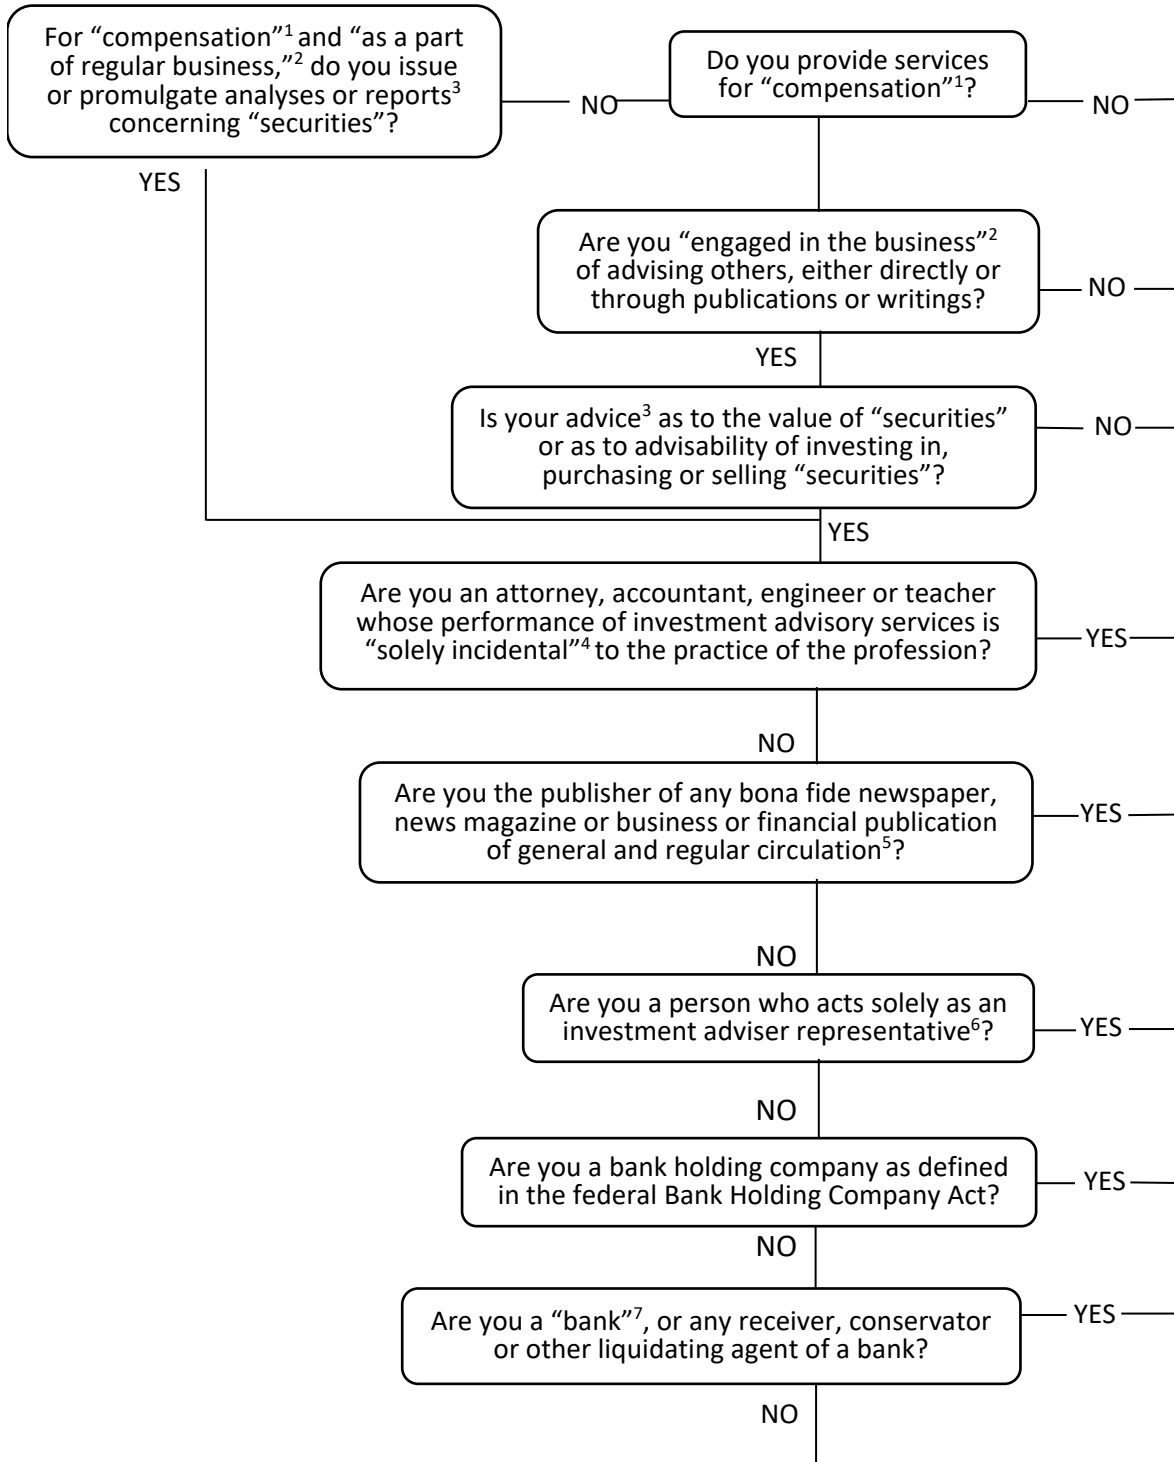 For “compensation”¹ and “as a part
of regular business,”² do you issue
or promulgate analyses or reports³
concerning “securities”?
NO
Do you provide services
for “compensation”¹?
NO
YES
Are you “engaged in the business”²
of advising others, either directly or
through publications or writings?
NO
YES
Is your advice³ as to the value of “securities”
or as to advisability of investing in,
purchasing or selling “securities”?
NO
YES
Are you an attorney, accountant, engineer or teacher
whose performance of investment advisory services is
“solely incidental”⁴ to the practice of the profession?
YES
NO
Are you the publisher of any bona fide newspaper,
news magazine or business or financial publication
of general and regular circulation⁵?
YES
NO
Are you a person who acts solely as an
investment adviser representative⁶?
YES
NO
Are you a bank holding company as defined
in the federal Bank Holding Company Act?
YES
NO
Are you a “bank”⁷, or any receiver, conservator
or other liquidating agent of a bank?
YES
NO